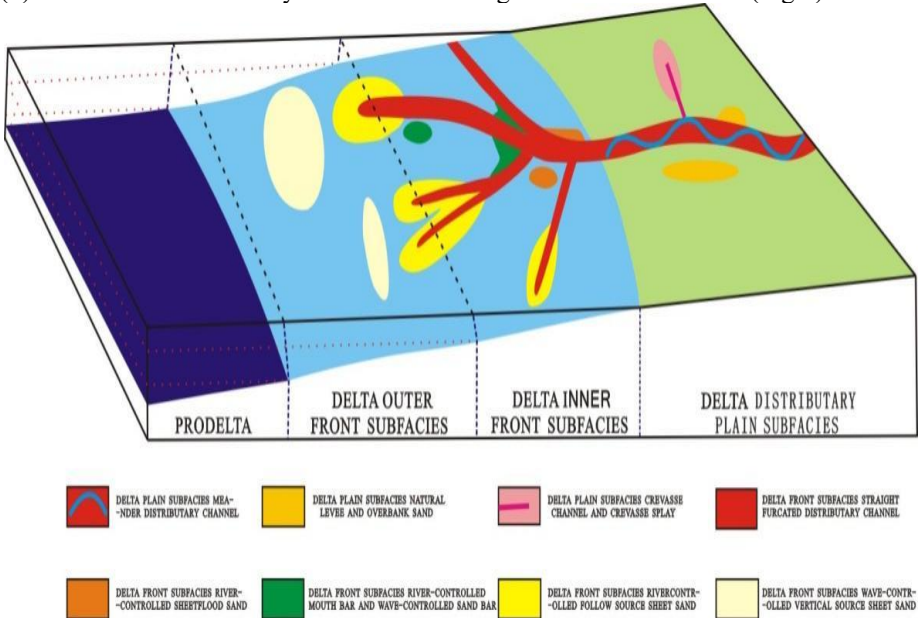 PRODELTA
DELTA OUTER
FRONT SUBFACIES
DELTA INNER
FRONT SUBFACIES
DELTA DISTRIBUTARY
PLAIN SUBFACIES
DELTA PLAIN SUBFACIES MEA-
-NDER DISTRIBUTARY CHANNEL
DELTA PLAIN SUBFACIES NATURAL
LEVEE AND OVERBANK SAND
DELTA PLAIN SUBFACIES CREVASSE
CHANNEL AND CREVASSE SPLAY
DELTA FRONT SUBFACIES STRAIGHT
FURCATED DISTRIBUTARY CHANNEL
DELTA FRONT SUBFACIES RIVER-
-CONTROLLED SHEETFLOOD SAND
DELTA FRONT SUBFACIES RIVER-CONTROLLED
MOUTH BAR AND WAVE-CONTROLLED SAND BAR
DELTA FRONT SUBFACIES RIVERCONTR-
-OLLED FOLLOW SOURCE SHEET SAND
DELTA FRONT SUBFACIES WAVE-CONTR-
-OLLED VERTICAL SOURCE SHEET SAND